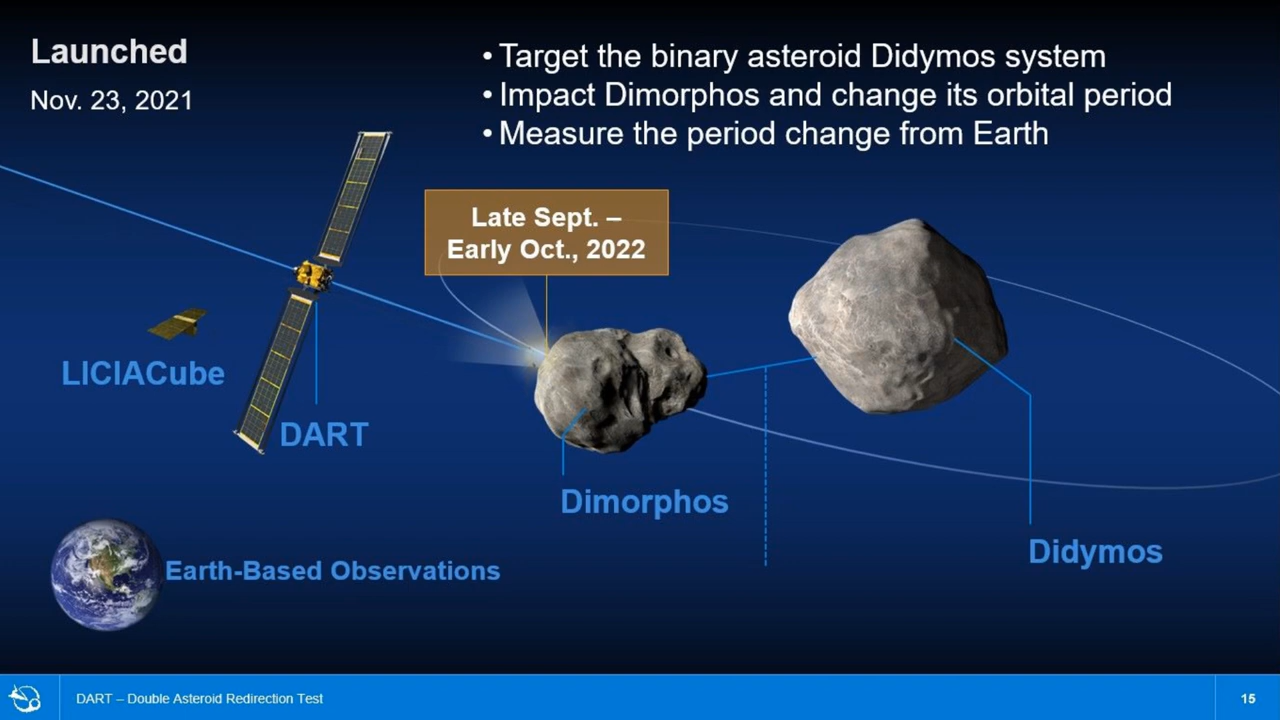 Launched
Nov. 23, 2021
• Target the binary asteroid Didymos system
• Impact Dimorphos and change its orbital period
• Measure the period change from Earth
Late Sept. –
Early Oct., 2022
LICIACube
DART
Dimorphos
Didymos
Earth-Based Observations
DART – Double Asteroid Redirection Test
15